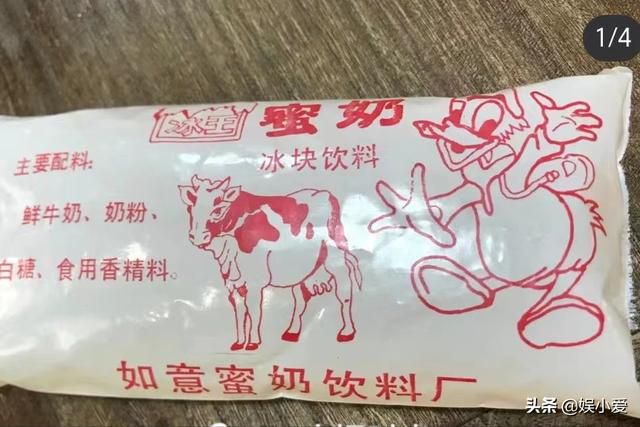 1/4
冰王
蜜奶
冰块饮料
主要配料:
鲜牛奶、奶粉、
白糖、食用香精料。
如意蜜奶饮料厂
头条 @娱小爱